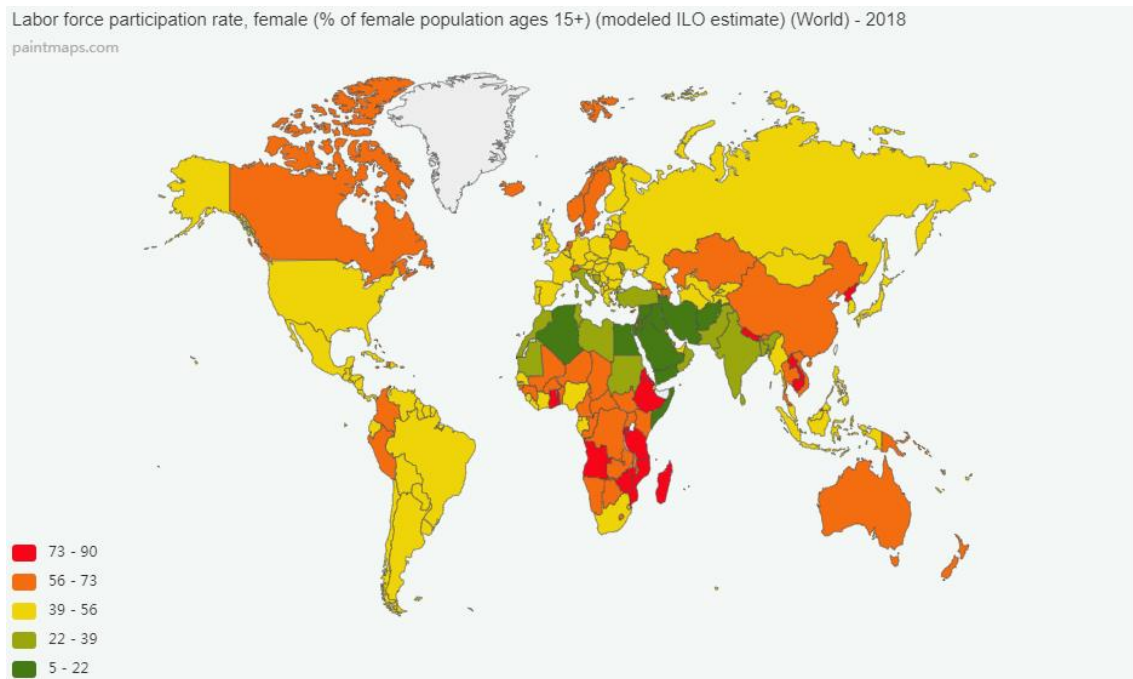 Labor force participation rate, female (% of female population ages 15+) (modeled ILO estimate) (World) - 2018
paintmaps.com
73 - 90
56 - 73
39 - 56
22 - 39
5 - 22